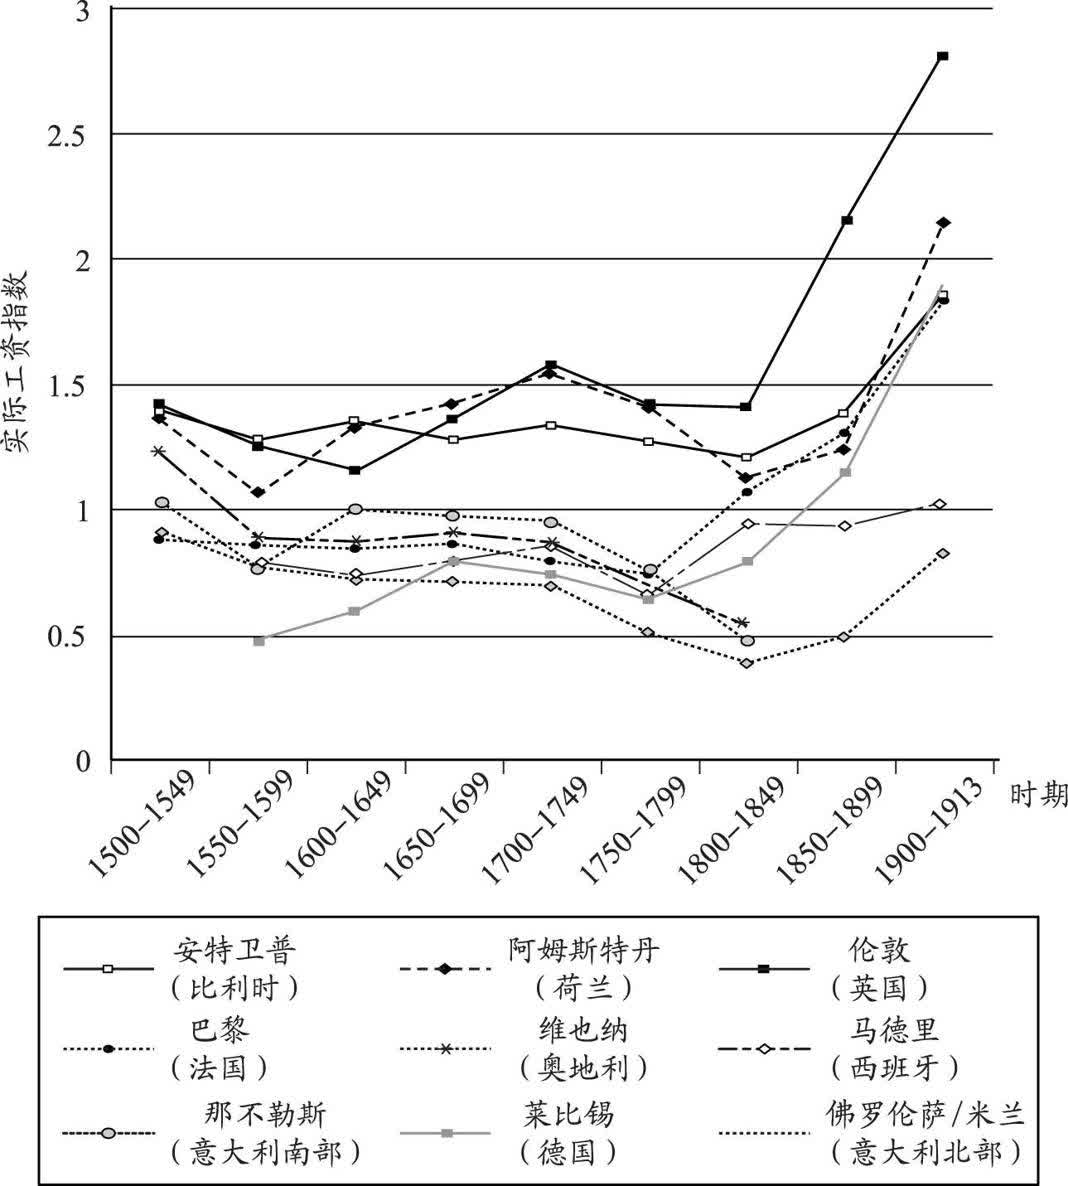 3
2.5
2
1.5
1
0.5
0
实际工资指数
1500–1549
1550–1599
1600–1649
1650–1699
1700–1749
1750–1799
1800–1849
1850–1899
1900–1913
时期
安特卫普
（比利时）
阿姆斯特丹
（荷兰）
伦敦
（英国）
巴黎
（法国）
维也纳
（奥地利）
马德里
（西班牙）
那不勒斯
（意大利南部）
莱比锡
（德国）
佛罗伦萨/米兰
（意大利北部）